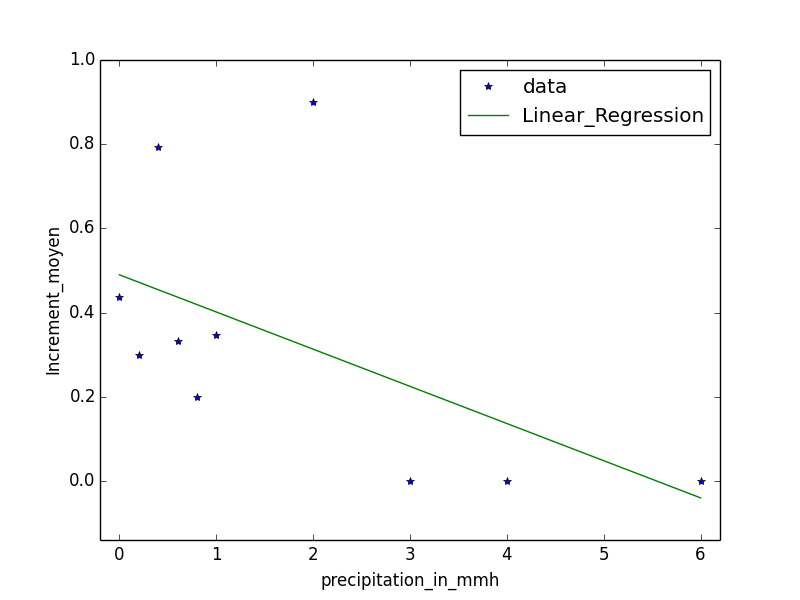 1.0
0.8
0.6
0.4
0.2
0.0
Increment_moyen
data
Linear_Regression
0 1 2 3 4 5 6
precipitation_in_mmh